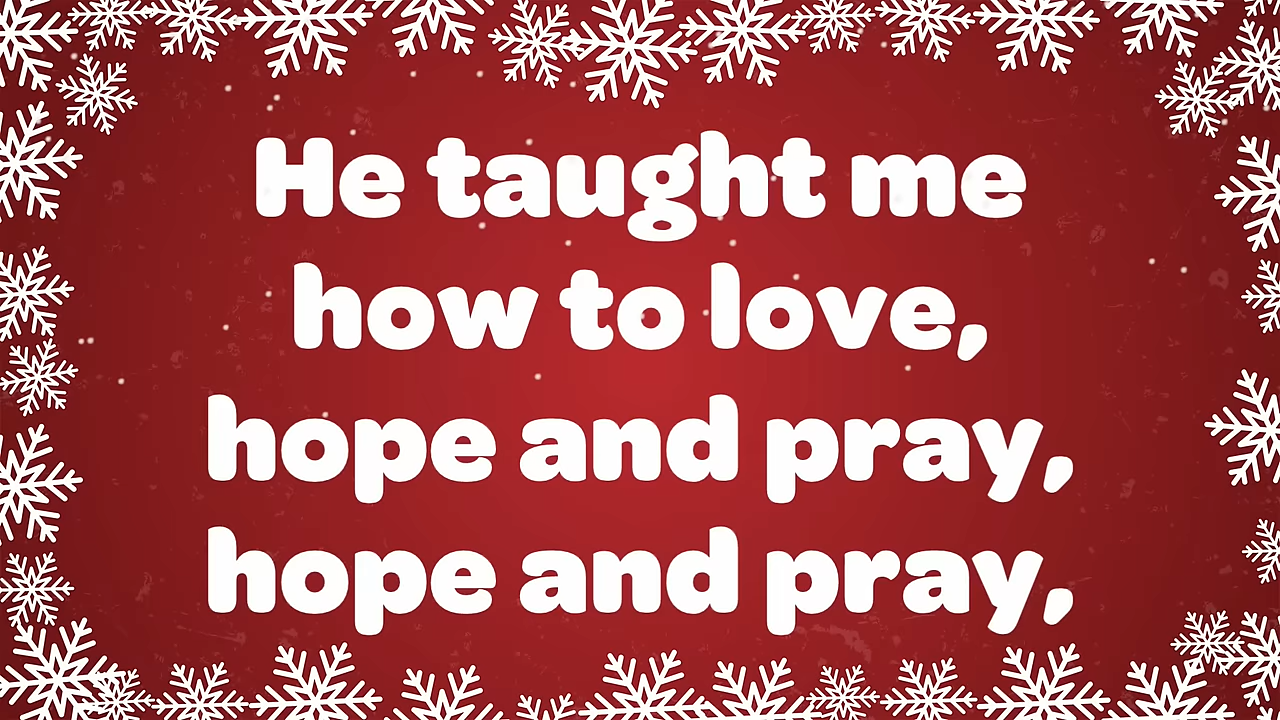 He taught me
how to love,
hope and pray,
hope and pray,